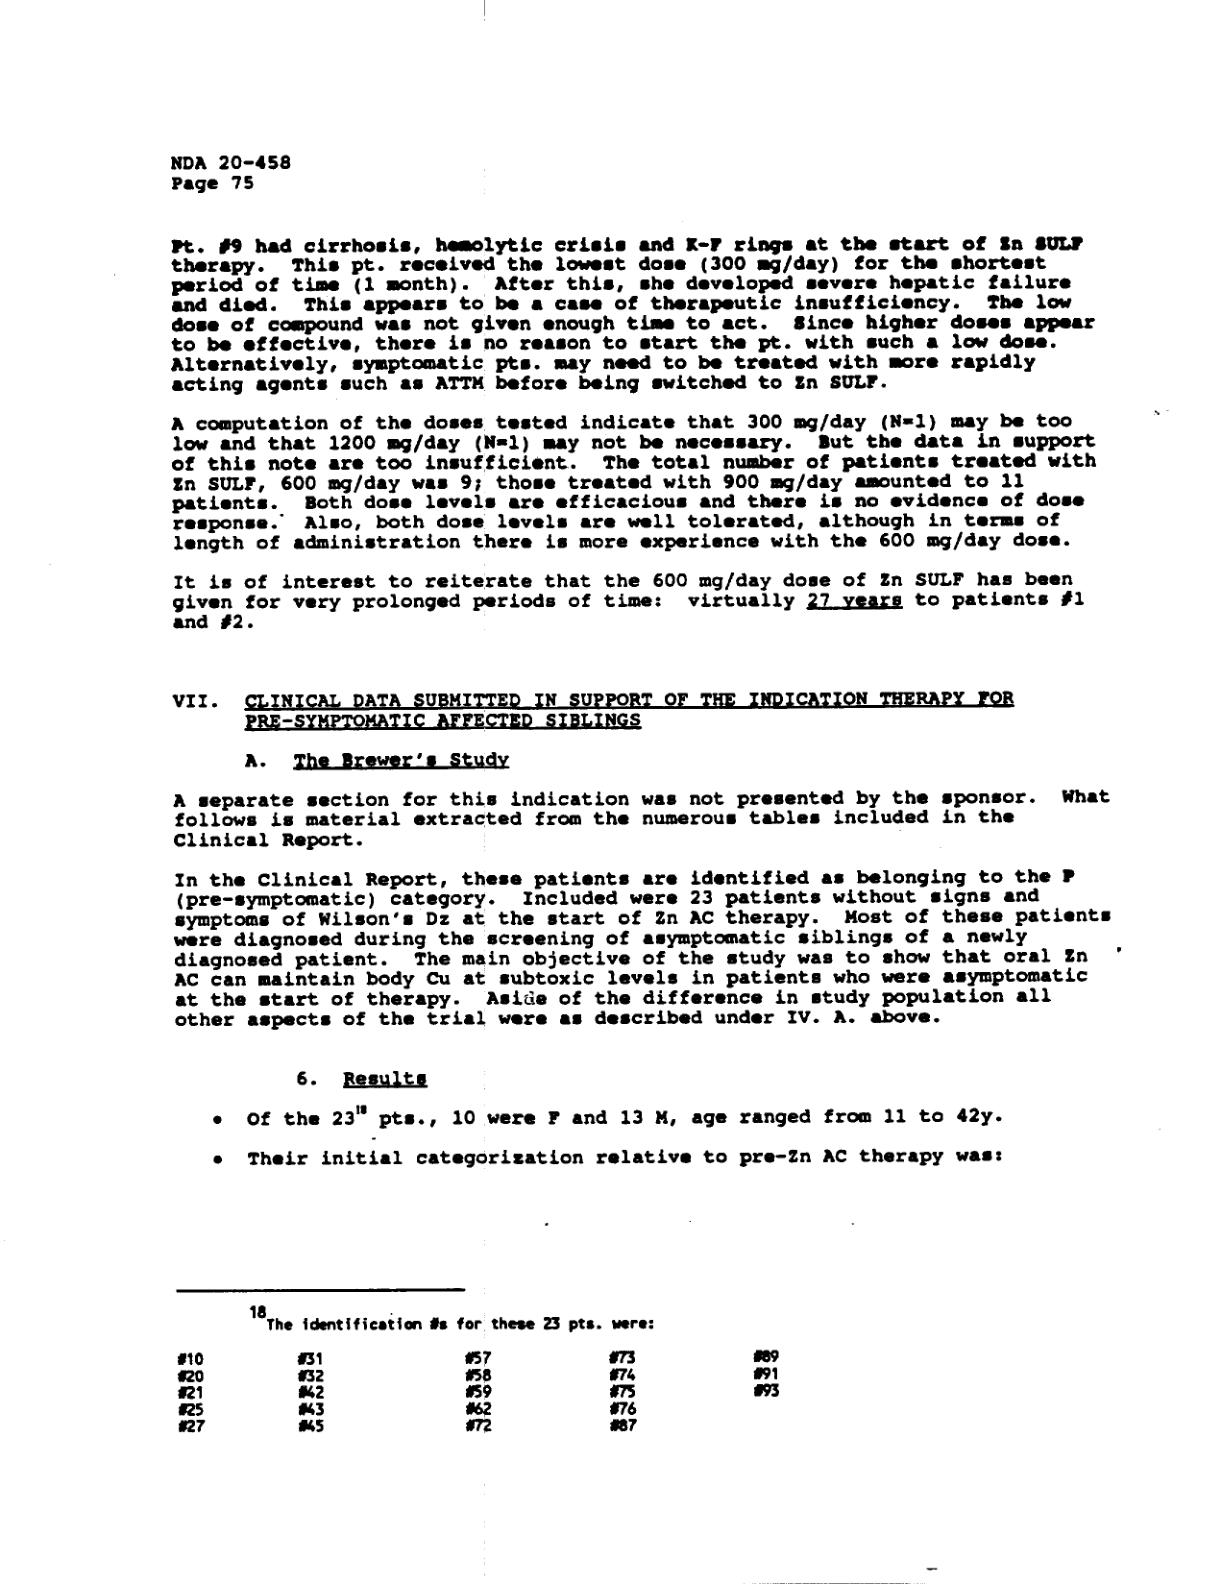 NDA 20-458
Page 75
Pt. #9 had cirrhosis, hemolytic crisis and K-F rings at the start of Zn SULF
therapy. This pt. received the lowest dose (300 mg/day) for the shortest
period of time (1 month). After this, she developed severe hepatic failure
and died. This appears to be a case of therapeutic insufficiency. The low
dose of compound was not given enough time to act. Since higher doses appear
to be effective, there is no reason to start the pt. with such a low dose.
Alternatively, symptomatic pts. may need to be treated with more rapidly
acting agents such as ATTM before being switched to Zn SULF.
A computation of the doses tested indicate that 300 mg/day (N=1) may be too
low and that 1200 mg/day (N=1) may not be necessary. But the data in support
of this note are too insufficient. The total number of patients treated with
Zn SULF, 600 mg/day was 9; those treated with 900 mg/day amounted to 11
patients. Both dose levels are efficacious and there is no evidence of dose
response. Also, both dose levels are well tolerated, although in terms of
length of administration there is more experience with the 600 mg/day dose.
It is of interest to reiterate that the 600 mg/day dose of Zn SULF has been
given for very prolonged periods of time: virtually 27 years to patients #1
and #2.
VII. CLINICAL DATA SUBMITTED IN SUPPORT OF THE INDICATION THERAPY FOR
PRE-SYMPTOMATIC AFFECTED SIBLINGS
A. The Brewer's Study
A separate section for this indication was not presented by the sponsor. What
follows is material extracted from the numerous tables included in the
Clinical Report.
In the Clinical Report, these patients are identified as belonging to the P
(pre-symptomatic) category. Included were 23 patients without signs and
symptoms of Wilson's Dz at the start of Zn AC therapy. Most of these patients
were diagnosed during the screening of asymptomatic siblings of a newly
diagnosed patient. The main objective of the study was to show that oral Zn
AC can maintain body Cu at subtoxic levels in patients who were asymptomatic
at the start of therapy. Aside of the difference in study population all
other aspects of the trial were as described under IV. A. above.
6. Results
• Of the 23¹⁸ pts., 10 were F and 13 M, age ranged from 11 to 42y.
• Their initial categorization relative to pre-Zn AC therapy was:
¹⁸The identification #s for these 23 pts. were:
#10 #31 #57 #73 #89
#20 #32 #58 #74 #91
#21 #42 #59 #75 #93
#25 #43 #62 #76
#27 #45 #72 #87